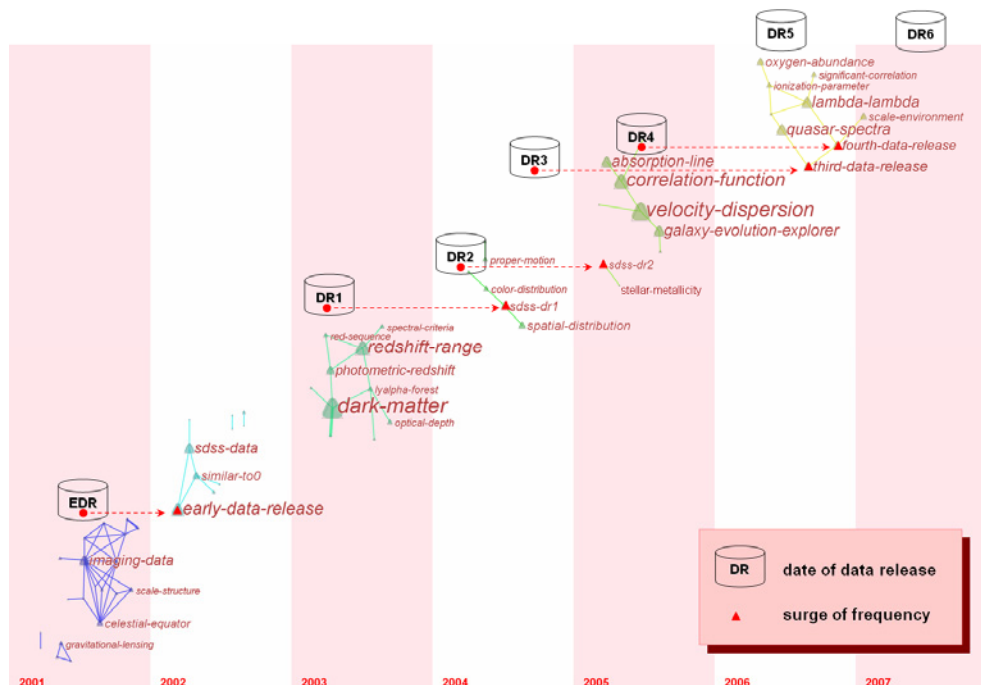 DR5
DR6
oxygen-abundance
significant-correlation
ionization-parameter
lambda-lambda
scale-environment
quasar-spectra
DR4
fourth-data-release
DR3
absorption-line
third-data-release
correlation-function
velocity-dispersion
galaxy-evolution-explorer
DR2
proper-motion
sdss-dr2
color-distribution
stellar-metallicity
DR1
sdss-dr1
spatial-distribution
spectral-criteria
red-sequence
redshift-range
photometric-redshift
lyalpha-forest
dark-matter
optical-depth
sdss-data
similar-to0
EDR
early-data-release
imaging-data
DR date of data release
scale-structure
surge of frequency
celestial-equator
gravitational-lensing
2001 2002 2003 2004 2005 2006 2007